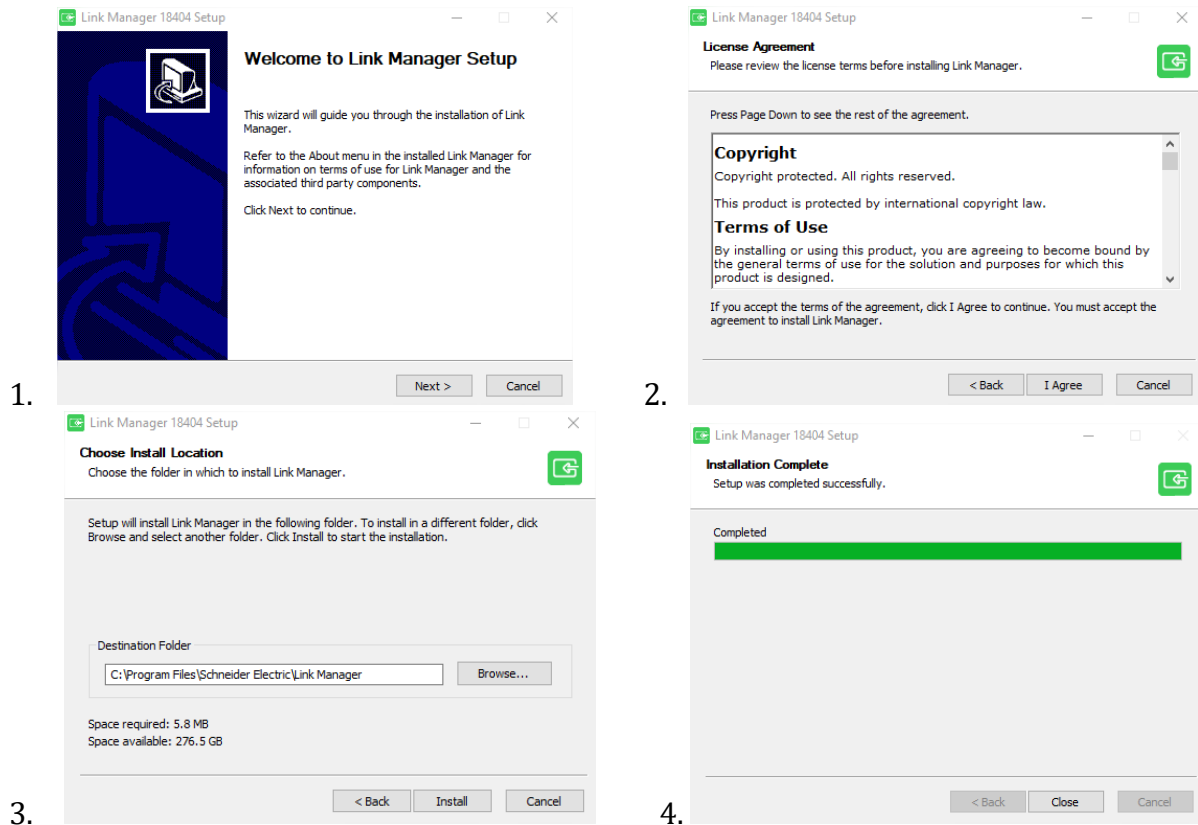 Link Manager 18404 Setup
Welcome to Link Manager Setup
This wizard will guide you through the installation of Link
Manager.
Refer to the About menu in the installed Link Manager for
information on terms of use for Link Manager and the
associated third party components.
Click Next to continue.
Next >
Cancel
1.
Link Manager 18404 Setup
License Agreement
Please review the license terms before installing Link Manager.
Press Page Down to see the rest of the agreement.
Copyright
Copyright protected. All rights reserved.
This product is protected by international copyright law.
Terms of Use
By installing or using this product, you are agreeing to become bound by
the general terms of use for the solution and purposes for which this
product is designed.
If you accept the terms of the agreement, click I Agree to continue. You must accept the
agreement to install Link Manager.
< Back
I Agree
Cancel
2.
Link Manager 18404 Setup
Choose Install Location
Choose the folder in which to install Link Manager.
Setup will install Link Manager in the following folder. To install in a different folder, click
Browse and select another folder. Click Install to start the installation.
Destination Folder
C:\Program Files\Schneider Electric\Link Manager
Browse...
Space required: 5.8 MB
Space available: 276.5 GB
< Back
Install
Cancel
3.
Link Manager 18404 Setup
Installation Complete
Setup was completed successfully.
Completed
< Back
Close
Cancel
4.